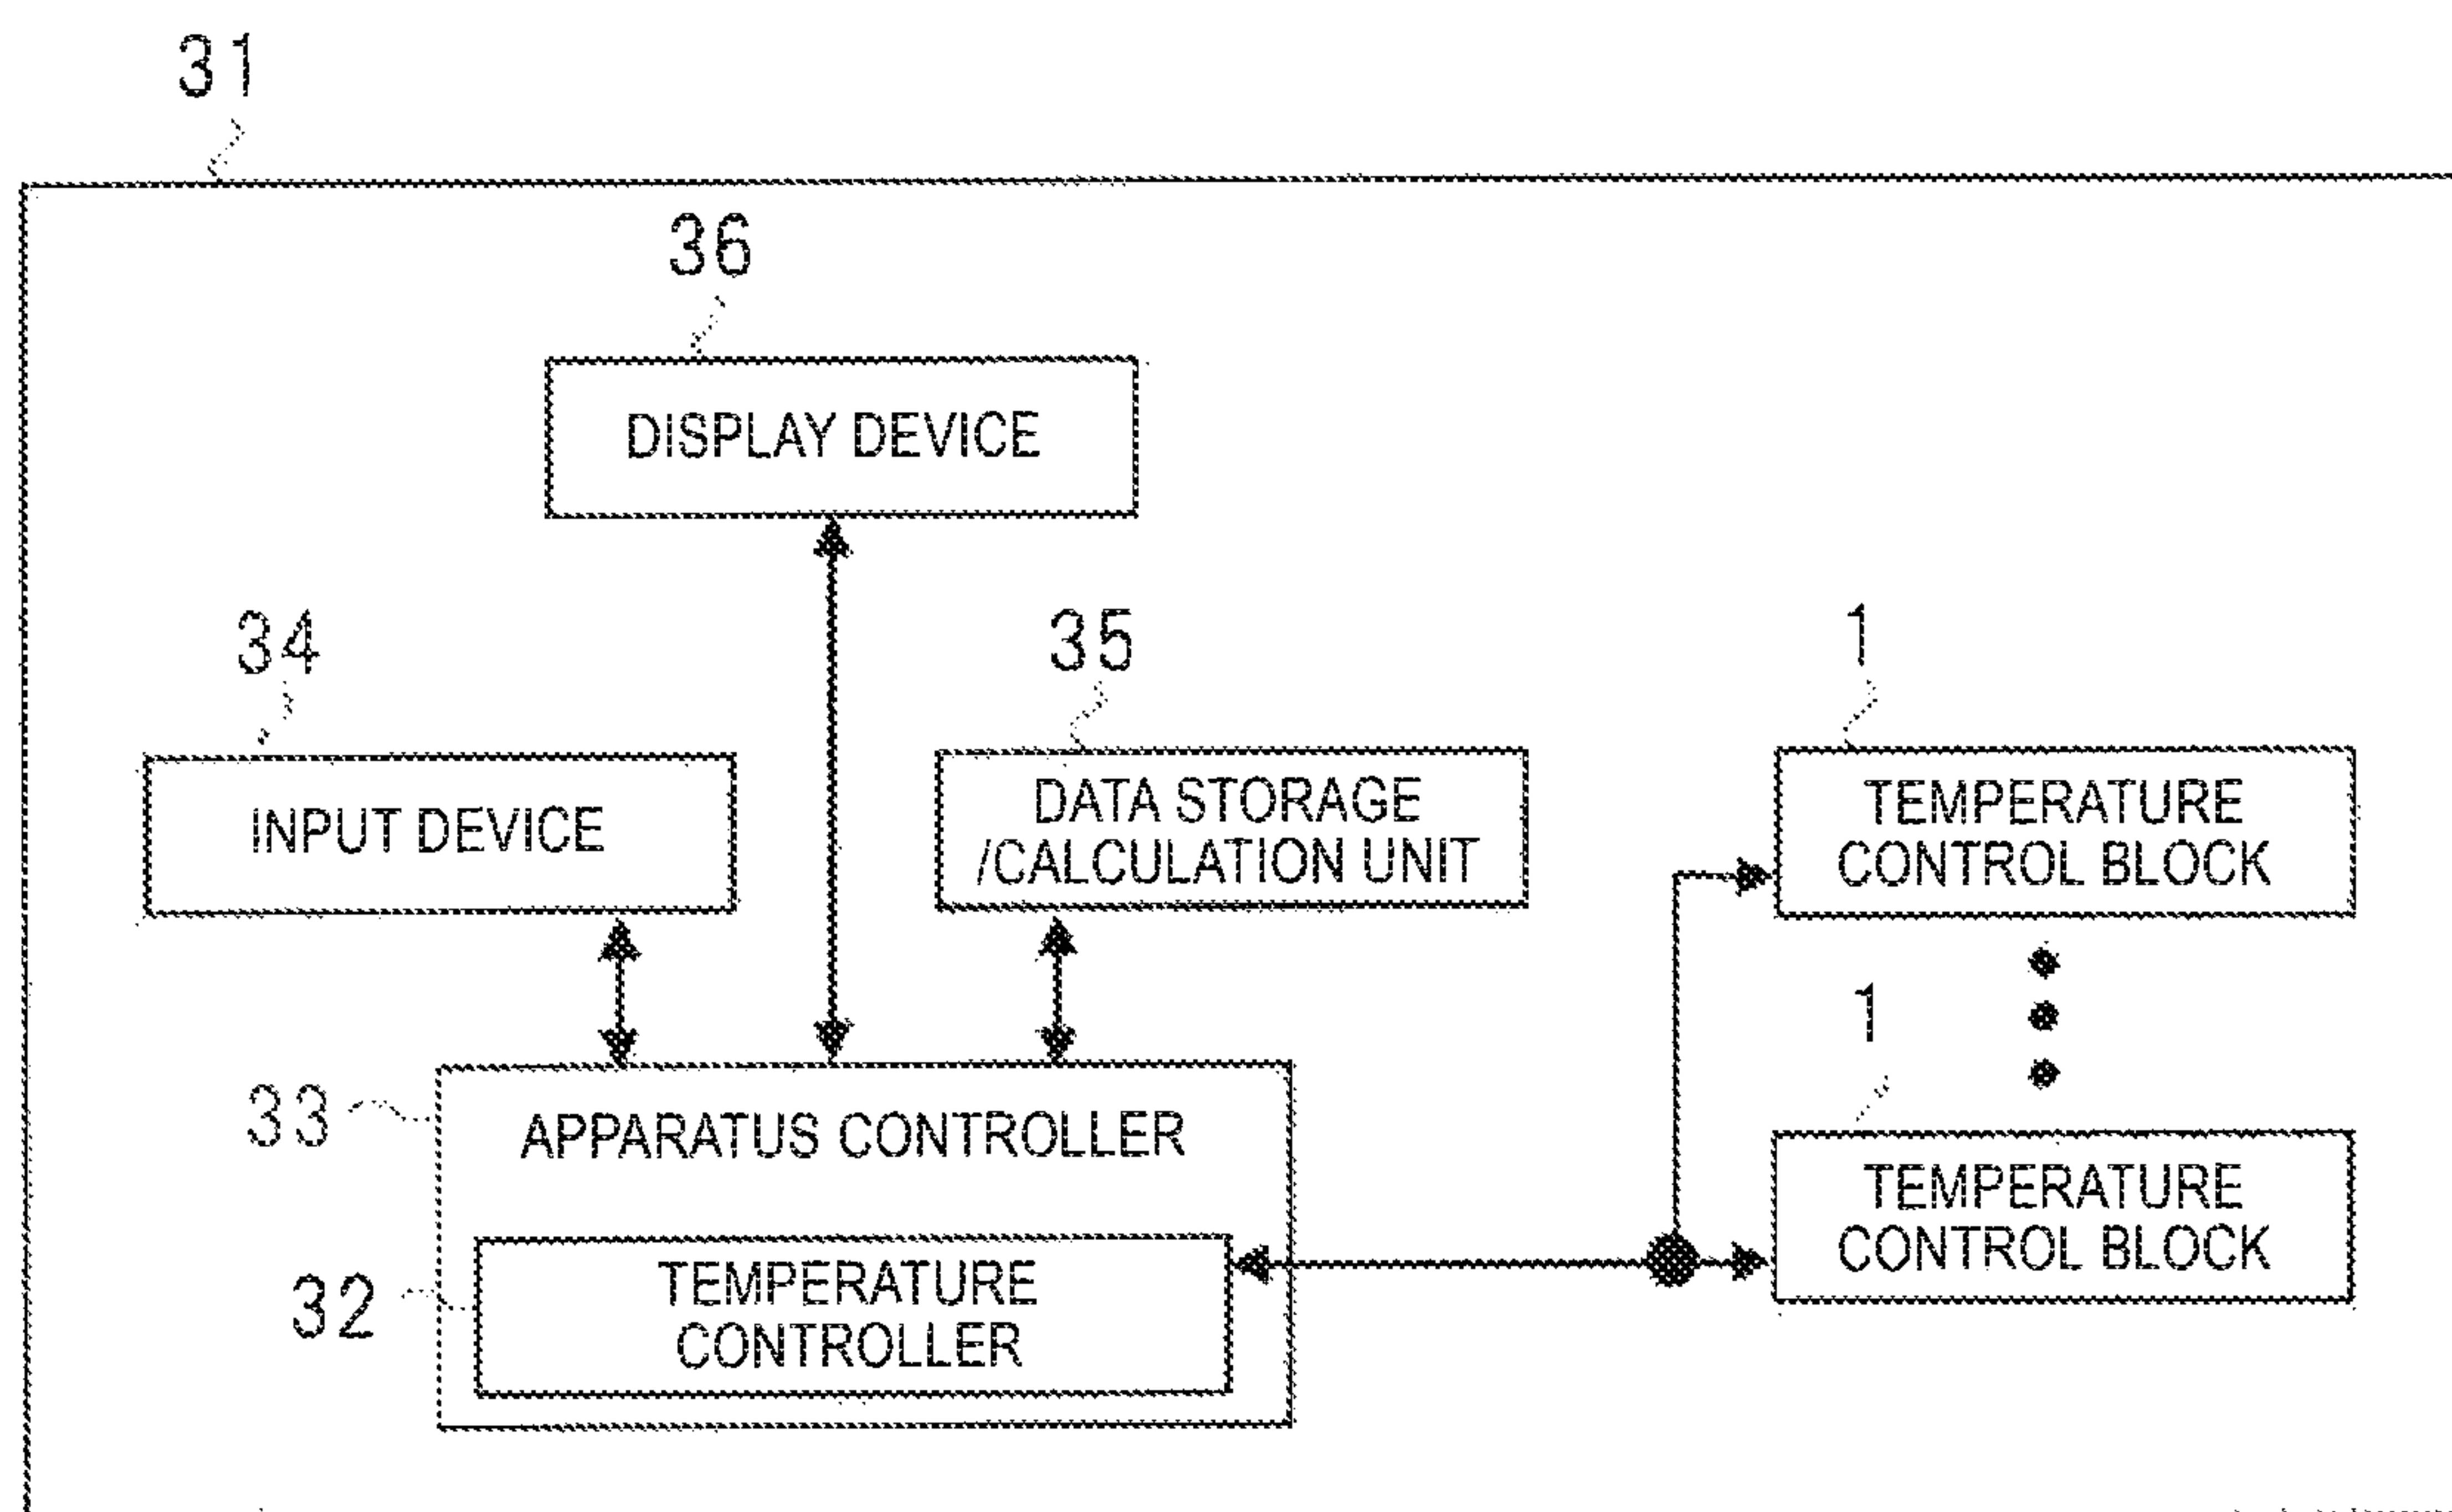 31
36
DISPLAY DEVICE
34
35
1
INPUT DEVICE
DATA STORAGE
/CALCULATION UNIT
TEMPERATURE
CONTROL BLOCK
1
33
APPARATUS CONTROLLER
TEMPERATURE
CONTROL BLOCK
32
TEMPERATURE
CONTROLLER